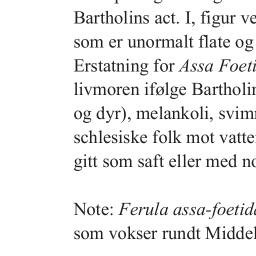 Bartholins act. I, figur ve
som er unormalt flate og
Erstatning for Assa Foeti
livmoren ifølge Bartholin
og dyr), melankoli, svim
schlesiske folk mot vatte
gitt som saft eller med no
Note: Ferula assa-foetida
som vokser rundt Middel